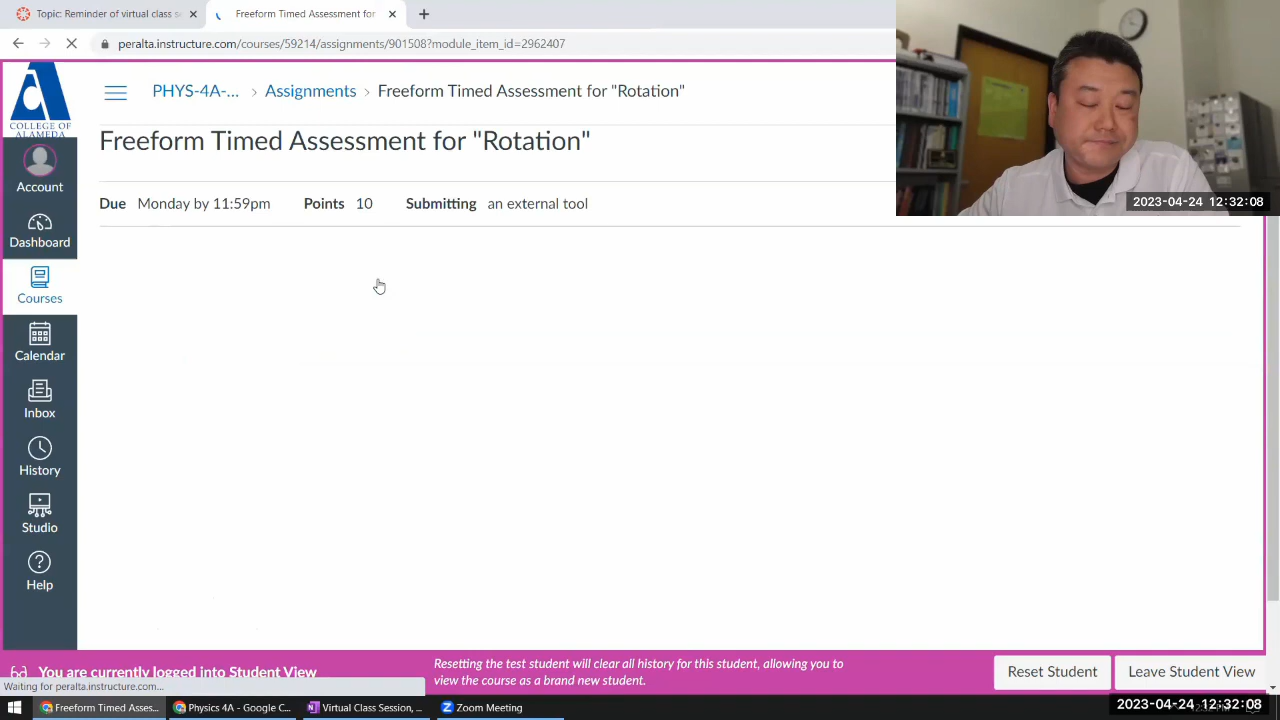 Topic: Reminder of virtual class s
Freeform Timed Assessment for
peralta.instructure.com/courses/59214/assignments/901508?module_item_id=2962407
COLLEGE OF
ALAMEDA
PHYS-4A-... › Assignments › Freeform Timed Assessment for "Rotation"
Freeform Timed Assessment for "Rotation"
Due Monday by 11:59pm Points 10 Submitting an external tool
2023-04-24 12:32:08
Account
Dashboard
Courses
Calendar
Inbox
History
Studio
Help
You are currently logged into Student View
Resetting the test student will clear all history for this student, allowing you to
view the course as a brand new student.
Reset Student
Leave Student View
Waiting for peralta.instructure.com...
Freeform Timed Asses...
Physics 4A - Google C...
Virtual Class Session, ...
Zoom Meeting
2023-04-24 12:32:08